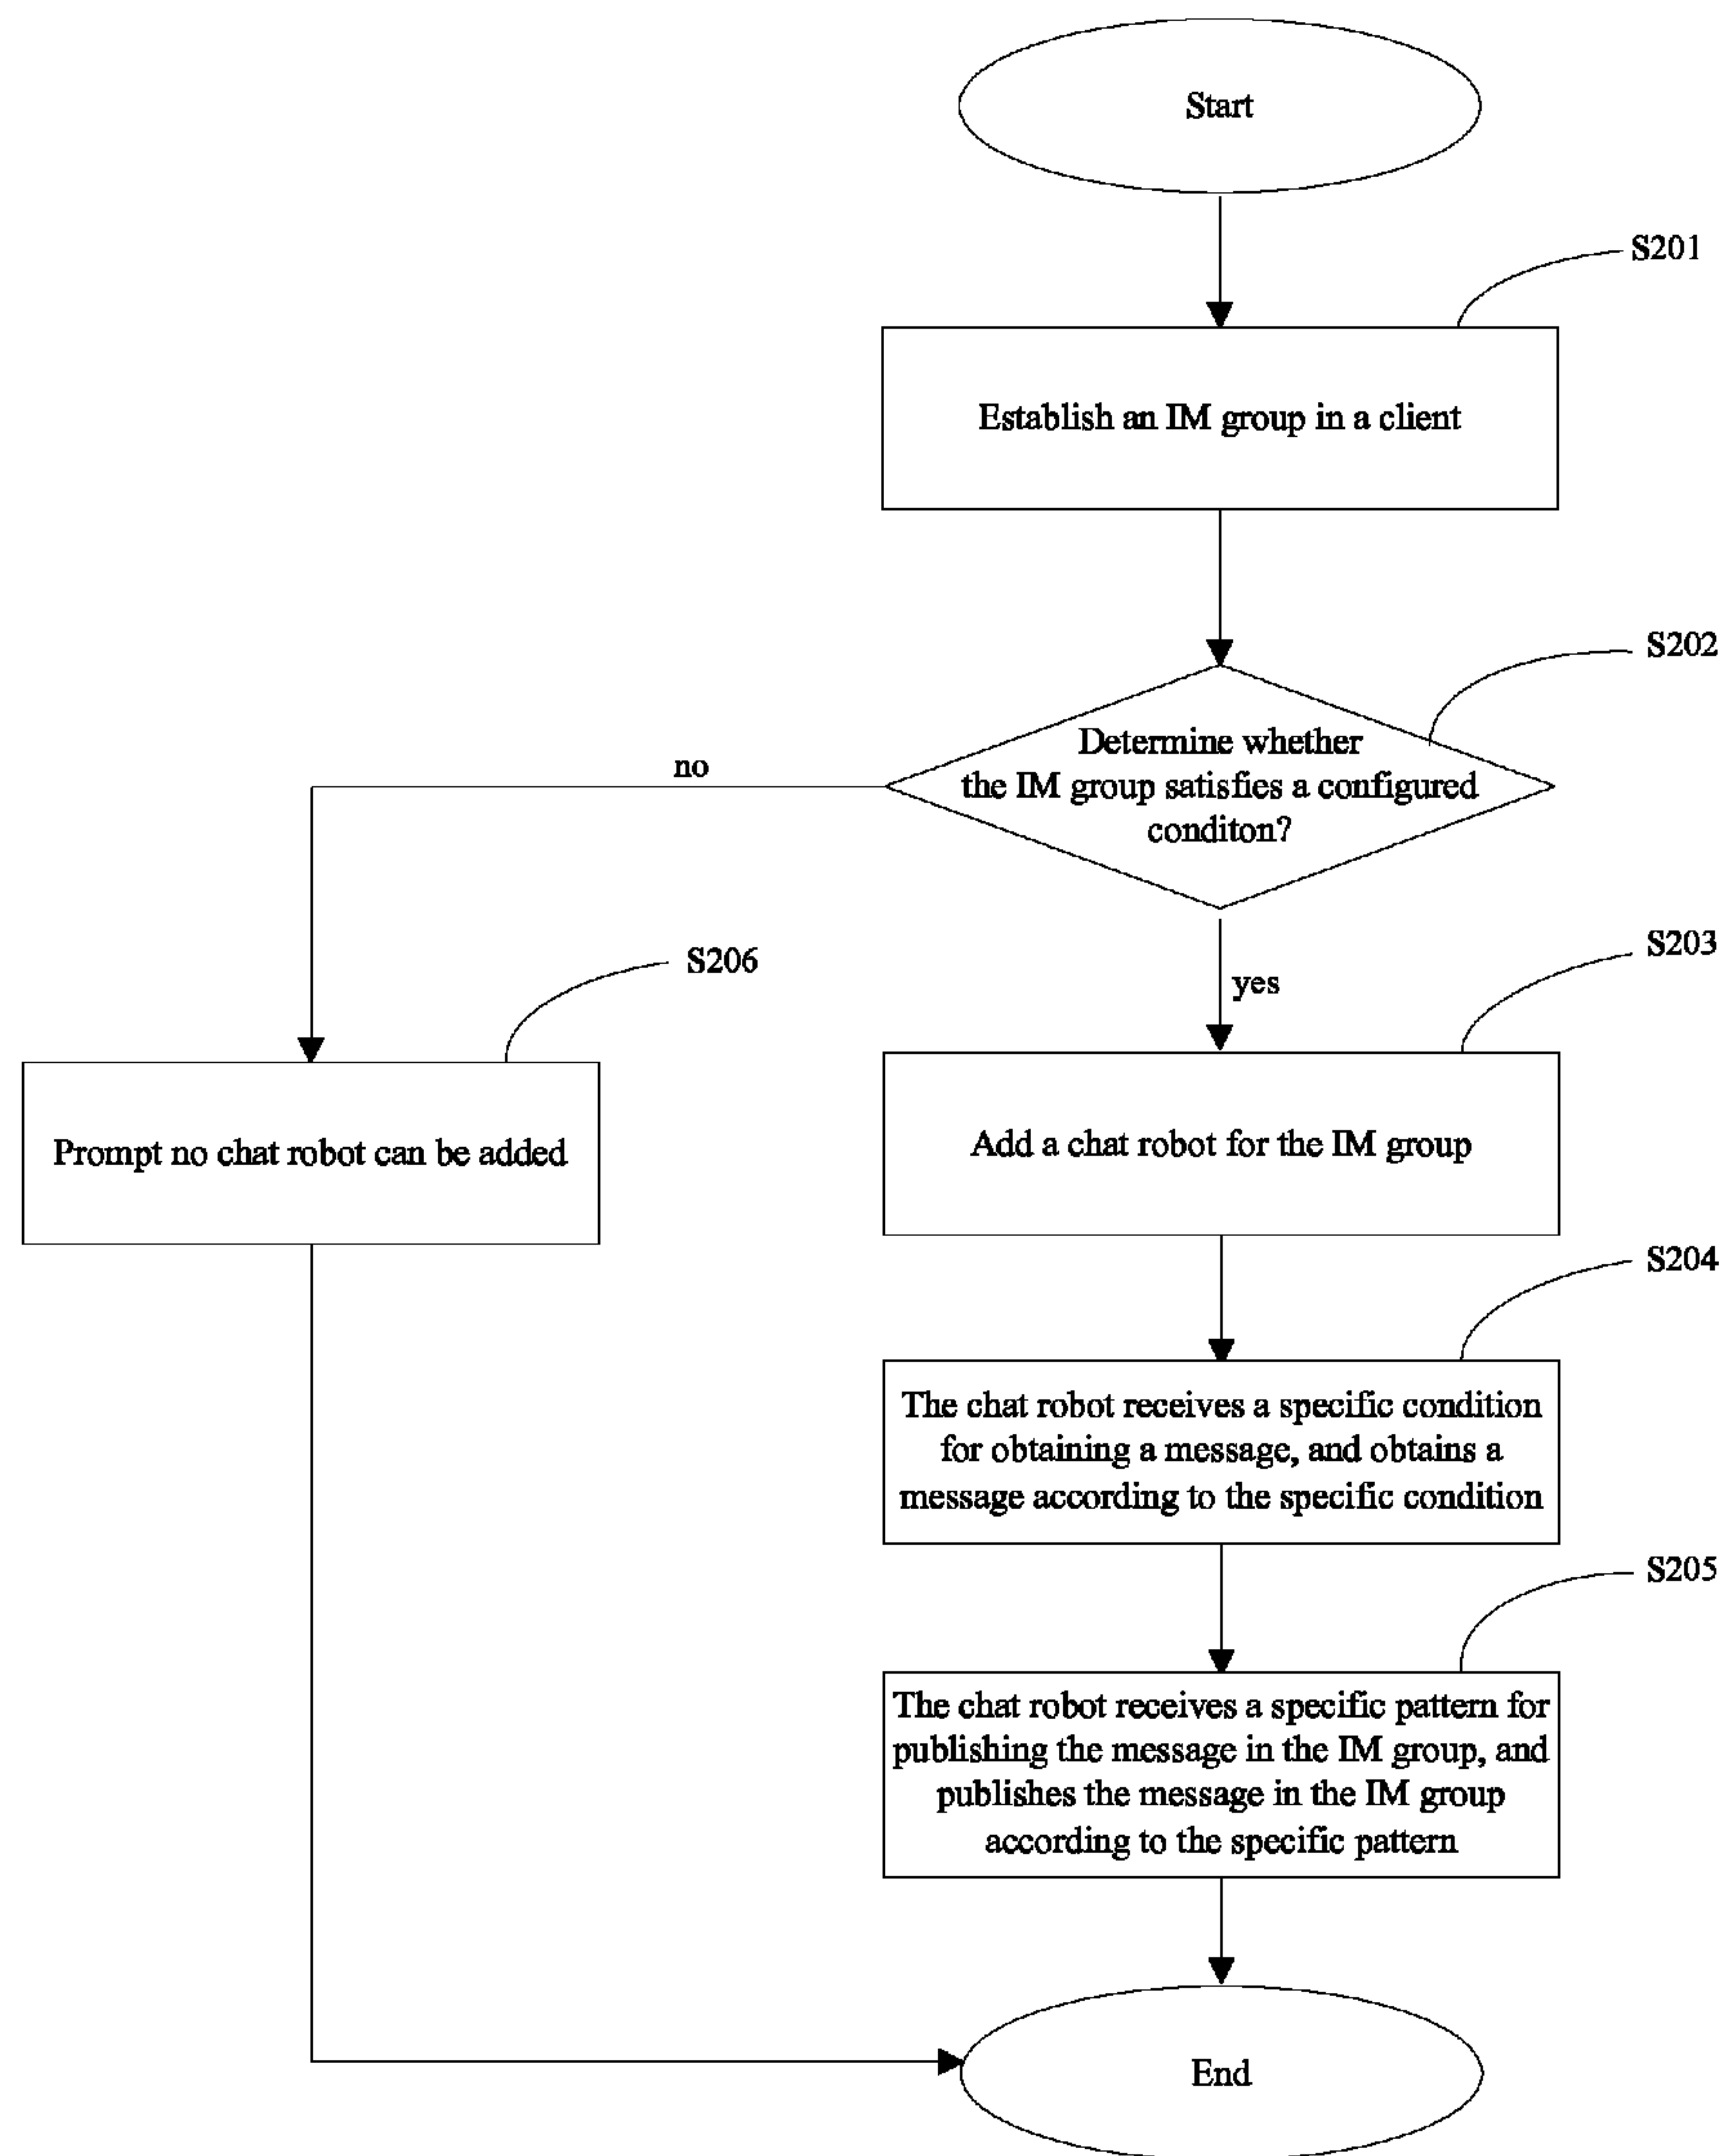 Start
S201
Establish an IM group in a client
S202
Determine whether
the IM group satisfies a configured
conditon?
no
yes
S203
S206
Add a chat robot for the IM group
Prompt no chat robot can be added
S204
The chat robot receives a specific condition
for obtaining a message, and obtains a
message according to the specific condition
S205
The chat robot receives a specific pattern for
publishing the message in the IM group, and
publishes the message in the IM group
according to the specific pattern
End